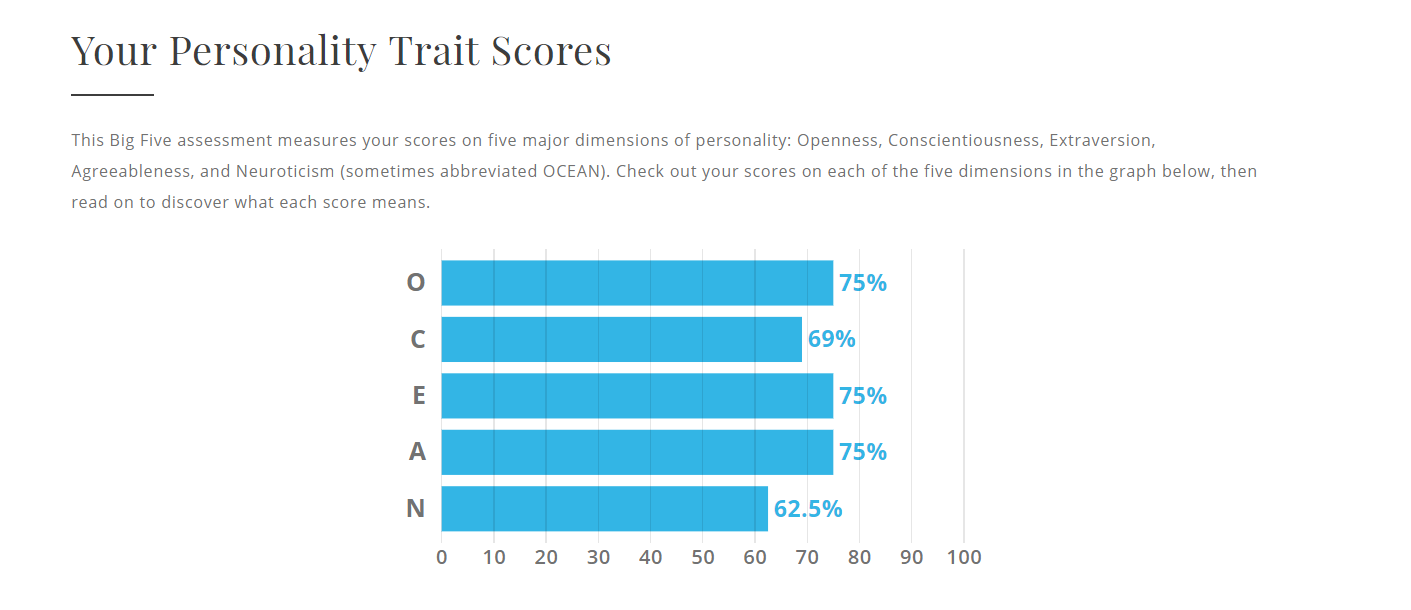 Your Personality Trait Scores
This Big Five assessment measures your scores on five major dimensions of personality: Openness, Conscientiousness, Extraversion,
Agreeableness, and Neuroticism (sometimes abbreviated OCEAN). Check out your scores on each of the five dimensions in the graph below, then
read on to discover what each score means.
O 75%
C 69%
E 75%
A 75%
N 62.5%
0 10 20 30 40 50 60 70 80 90 100